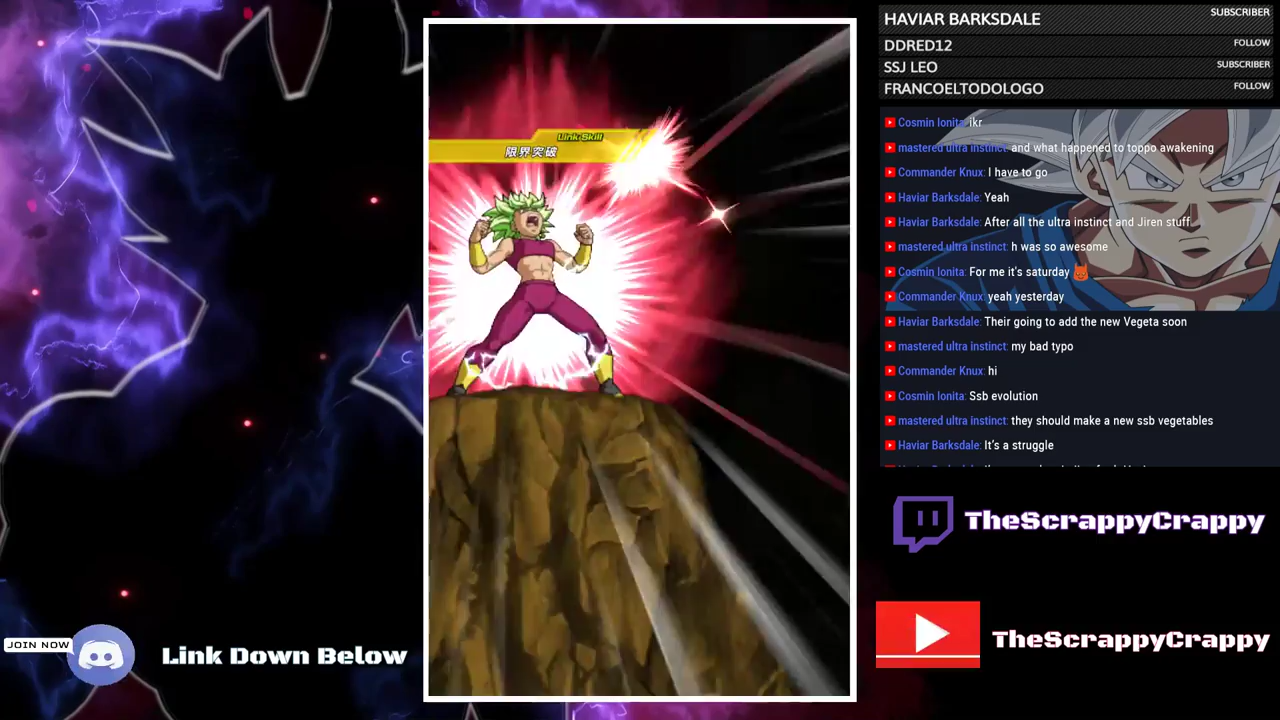 HAVIAR BARKSDALE SUBSCRIBER
DDRED12 FOLLOW
SSJ LEO SUBSCRIBER
FRANCOELTODOLOGO FOLLOW
Link Skill
限界突破
Cosmin Ionita: ikr
mastered ultra instinct: and what happened to toppo awakening
Commander Knux: I have to go
Haviar Barksdale: Yeah
Haviar Barksdale: After all the ultra instinct and Jiren stuff
mastered ultra instinct: h was so awesome
Cosmin Ionita: For me it's saturday
Commander Knux: yeah yesterday
Haviar Barksdale: Their going to add the new Vegeta soon
mastered ultra instinct: my bad typo
Commander Knux: hi
Cosmin Ionita: Ssb evolution
mastered ultra instinct: they should make a new ssb vegetables
Haviar Barksdale: It's a struggle
TheScrappyCrappy
TheScrappyCrappy
JOIN NOW
Link Down Below